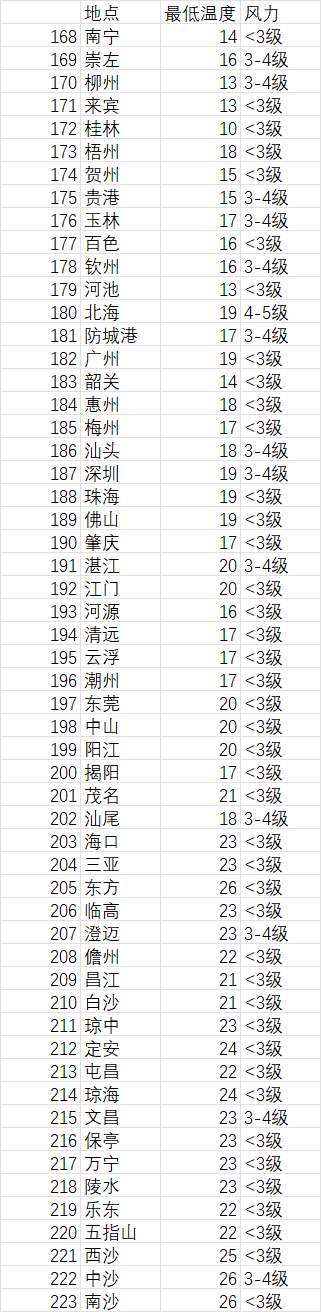 地点 最低温度 风力
168 南宁 14 <3级
169 崇左 16 3-4级
170 柳州 13 3-4级
171 来宾 13 <3级
172 桂林 10 <3级
173 梧州 18 <3级
174 贺州 15 <3级
175 贵港 15 3-4级
176 玉林 17 3-4级
177 百色 16 <3级
178 钦州 16 3-4级
179 河池 13 <3级
180 北海 19 4-5级
181 防城港 17 3-4级
182 广州 19 <3级
183 韶关 14 <3级
184 惠州 18 <3级
185 梅州 17 <3级
186 汕头 18 3-4级
187 深圳 19 3-4级
188 珠海 19 <3级
189 佛山 19 <3级
190 肇庆 17 <3级
191 湛江 20 3-4级
192 江门 20 <3级
193 河源 16 <3级
194 清远 17 <3级
195 云浮 17 <3级
196 潮州 17 <3级
197 东莞 20 <3级
198 中山 20 <3级
199 阳江 20 <3级
200 揭阳 17 <3级
201 茂名 21 <3级
202 汕尾 18 3-4级
203 海口 23 <3级
204 三亚 23 <3级
205 东方 26 <3级
206 临高 23 <3级
207 澄迈 23 3-4级
208 儋州 22 <3级
209 昌江 21 <3级
210 白沙 21 <3级
211 琼中 23 <3级
212 定安 24 <3级
213 屯昌 22 <3级
214 琼海 24 <3级
215 文昌 23 3-4级
216 保亭 23 <3级
217 万宁 23 <3级
218 陵水 23 <3级
219 乐东 22 <3级
220 五指山 22 <3级
221 西沙 25 <3级
222 中沙 26 3-4级
223 南沙 26 <3级